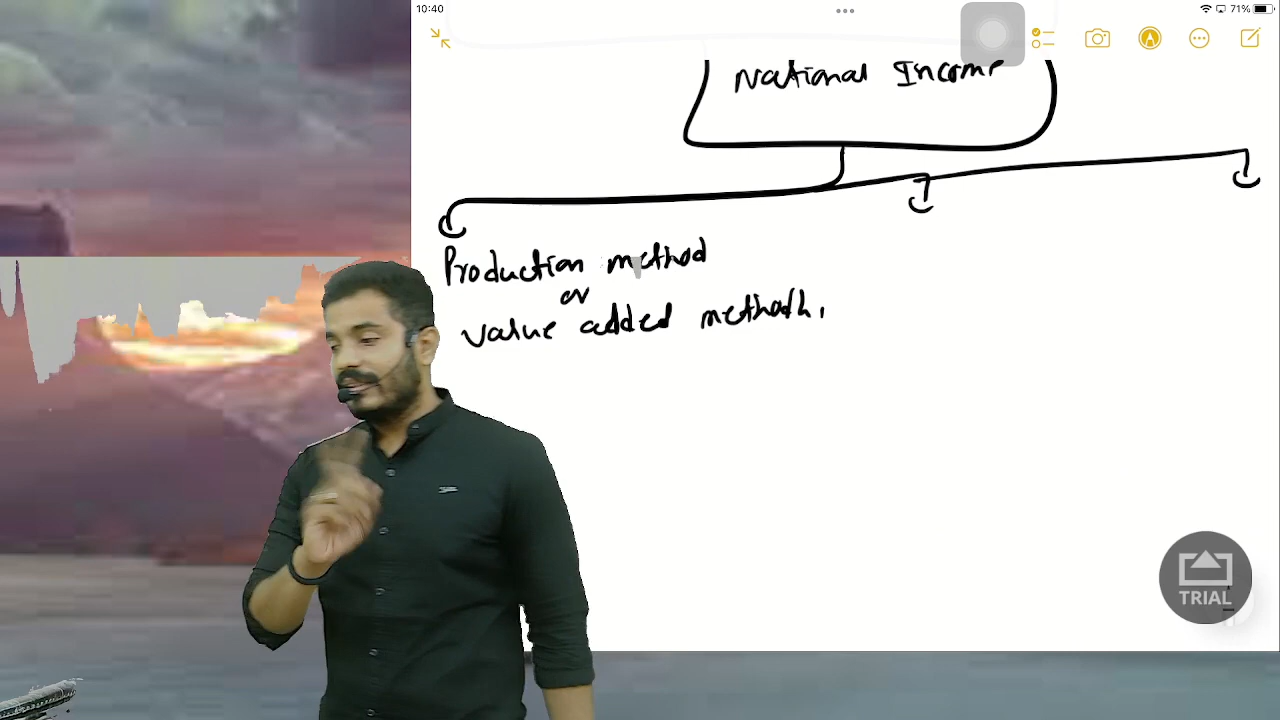 10:40
71%
National Income
Production method
or
value added method.
TRIAL